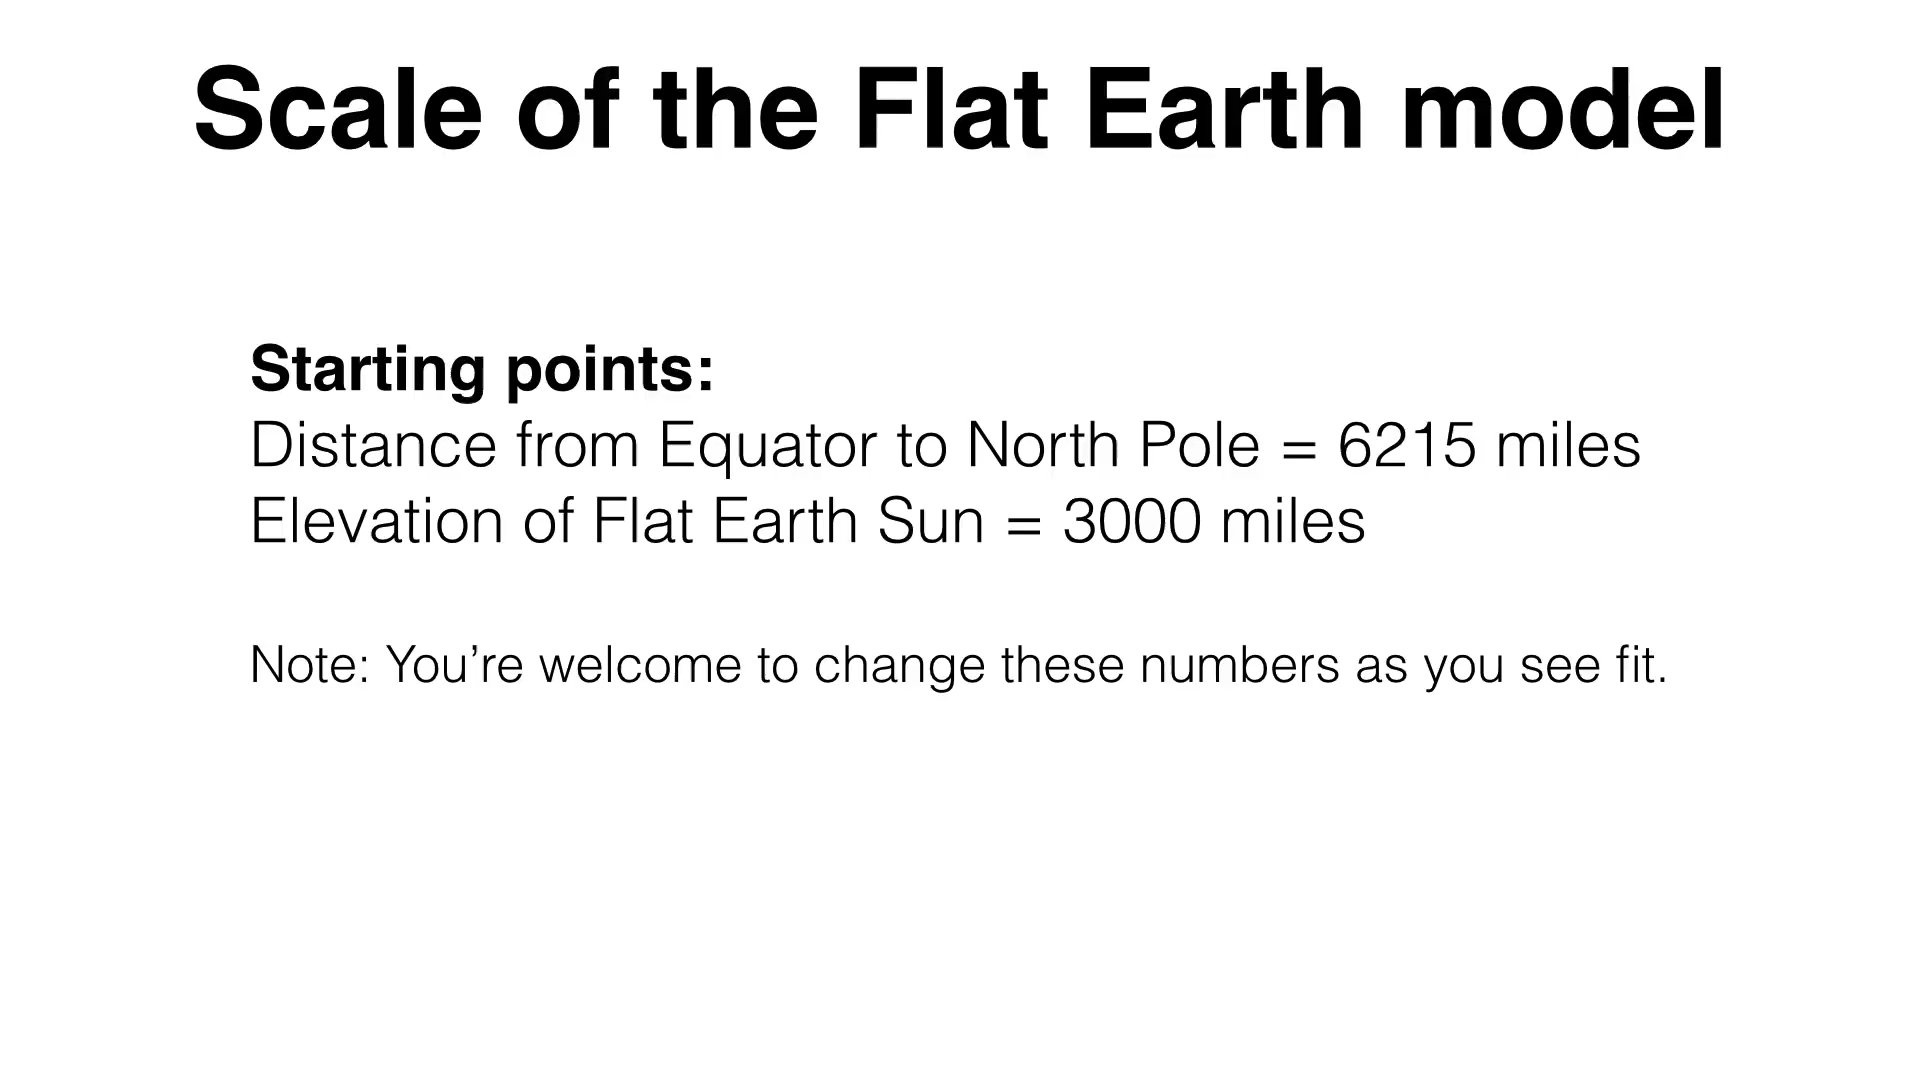 Scale of the Flat Earth model
Starting points:
Distance from Equator to North Pole = 6215 miles
Elevation of Flat Earth Sun = 3000 miles
Note: You’re welcome to change these numbers as you see fit.